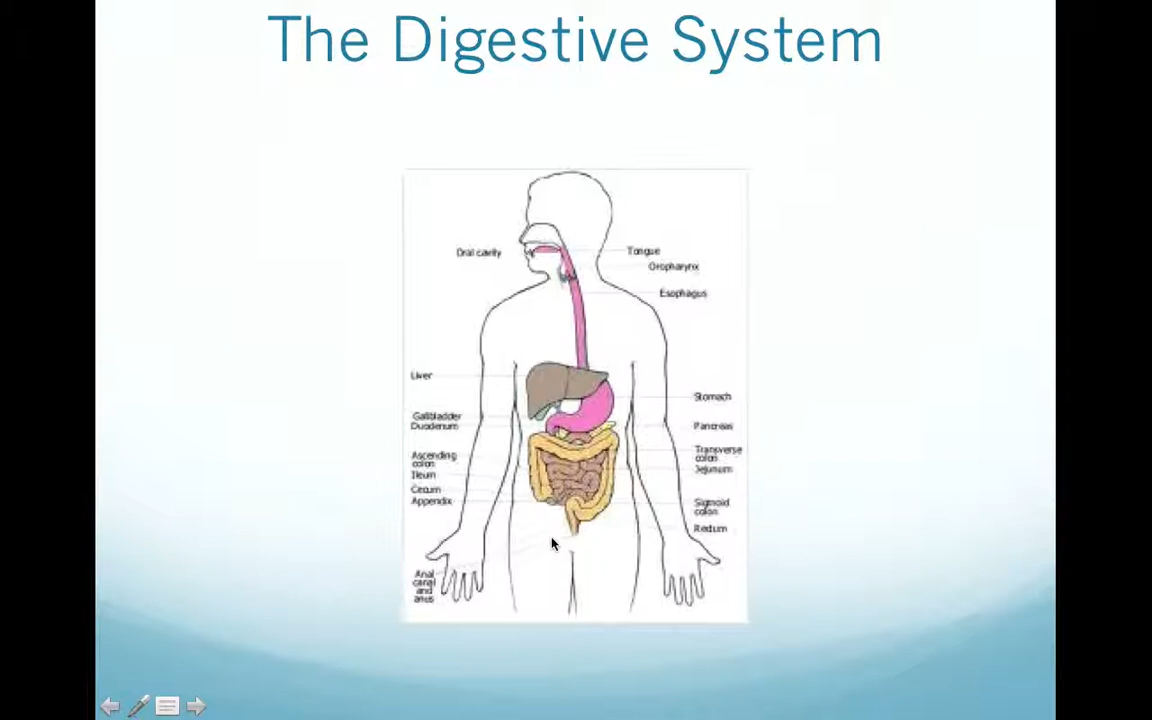 The Digestive System
Oral cavity
Tongue
Oropharynx
Esophagus
Liver
Stomach
Gallbladder
Duodenum
Pancreas
Transverse
colon
Ascending
colon
Jejunum
Ileum
Cecum
Appendix
Sigmoid
colon
Rectum
Anal
canal
and
anus